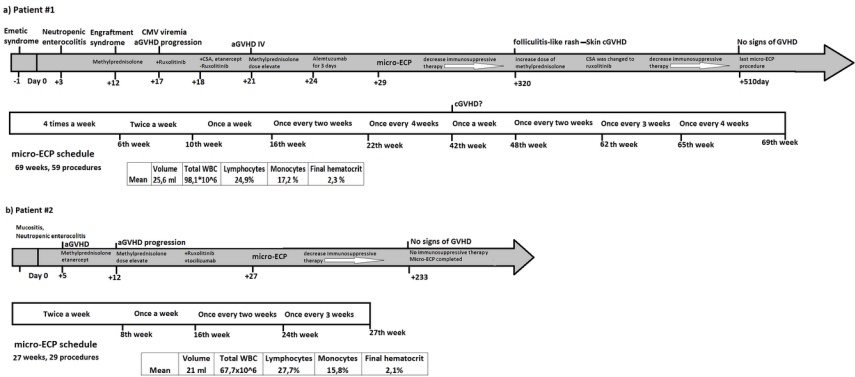 a) Patient #1
Emetic syndrome
Neutropenic enterocolitis
Engraftment syndrome
CMV viremia
aGVHD progression
aGVHD IV
folliculitis-like rash—Skin cGVHD
No signs of GVHD
Methylprednisolone
+Ruxolitinib
+CSA, etanercept
-Ruxolitinib
Methylprednisolone
dose elevate
Alemtuzumab
for 3 days
micro-ECP
decrease immunosuppressive
therapy
increase dose of
methylprednisolone
CSA was changed to
ruxolitinib
decrease immunosuppressive
therapy
last micro-ECP
procedure
-1 Day 0 +3 +12 +17 +18 +21 +24 +29 +320 +510day
cGVHD?
4 times a week Twice a week Once a week Once every two weeks Once every 4weeks Once a week Once every two weeks Once every 3 weeks Once every 4 weeks
6th week 10th week 16th week 22th week 42th week 48th week 62th week 65th week 69th week
micro-ECP schedule
69 weeks, 59 procedures
Volume Total WBC Lymphocytes Monocytes Final hematocrit
Mean 25,6 ml 98,1*10^6 24,9% 17,2 % 2,3 %
b) Patient #2
Mucositis,
Neutropenic enterocolitis
aGVHD
aGVHD progression
No signs of GVHD
Methylprednisolone
etanercept
Methylprednisolone
dose elevate
+Ruxolitinib
+tocilizumab
micro-ECP
decrease immunosuppressive
therapy
No immunosuppressive therapy
Micro-ECP completed
Day 0 +5 +12 +27 +233
Twice a week Once a week Once every two weeks Once every 3 weeks
8th week 16th week 24th week 27th week
micro-ECP schedule
27 weeks, 29 procedures
Volume Total WBC Lymphocytes Monocytes Final hematocrit
Mean 21 ml 67,7x10^6 27,7% 15,8% 2,1%